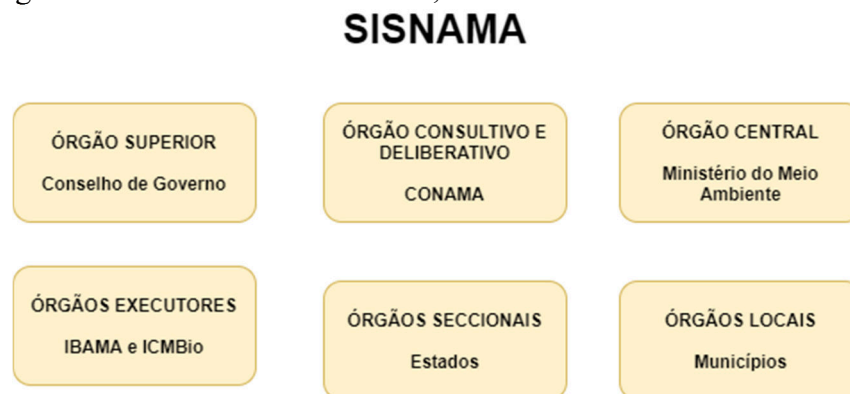 SISNAMA
ÓRGÃO SUPERIOR
Conselho de Governo
ÓRGÃO CONSULTIVO E
DELIBERATIVO
CONAMA
ÓRGÃO CENTRAL
Ministério do Meio
Ambiente
ÓRGÃOS EXECUTORES
IBAMA e ICMBio
ÓRGÃOS SECCIONAIS
Estados
ÓRGÃOS LOCAIS
Municípios